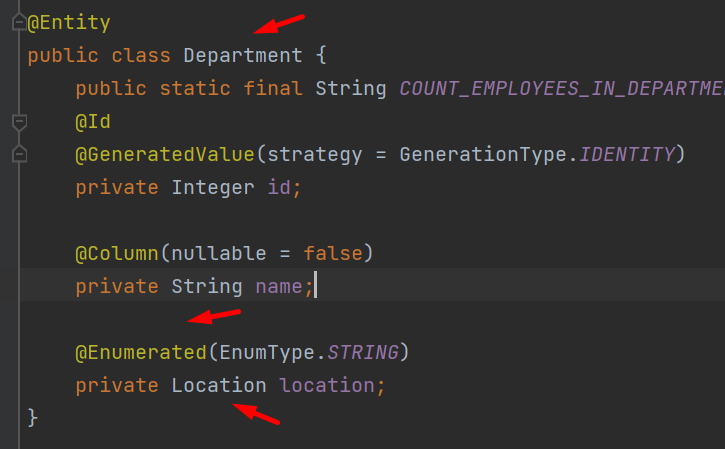 @Entity
public class Department {
public static final String
@Id
@GeneratedValue(strategy = GenerationType.IDENTITY)
private Integer id;
@Column(nullable = false)
private String name;
@Enumerated(EnumType.STRING)
private Location location;
}